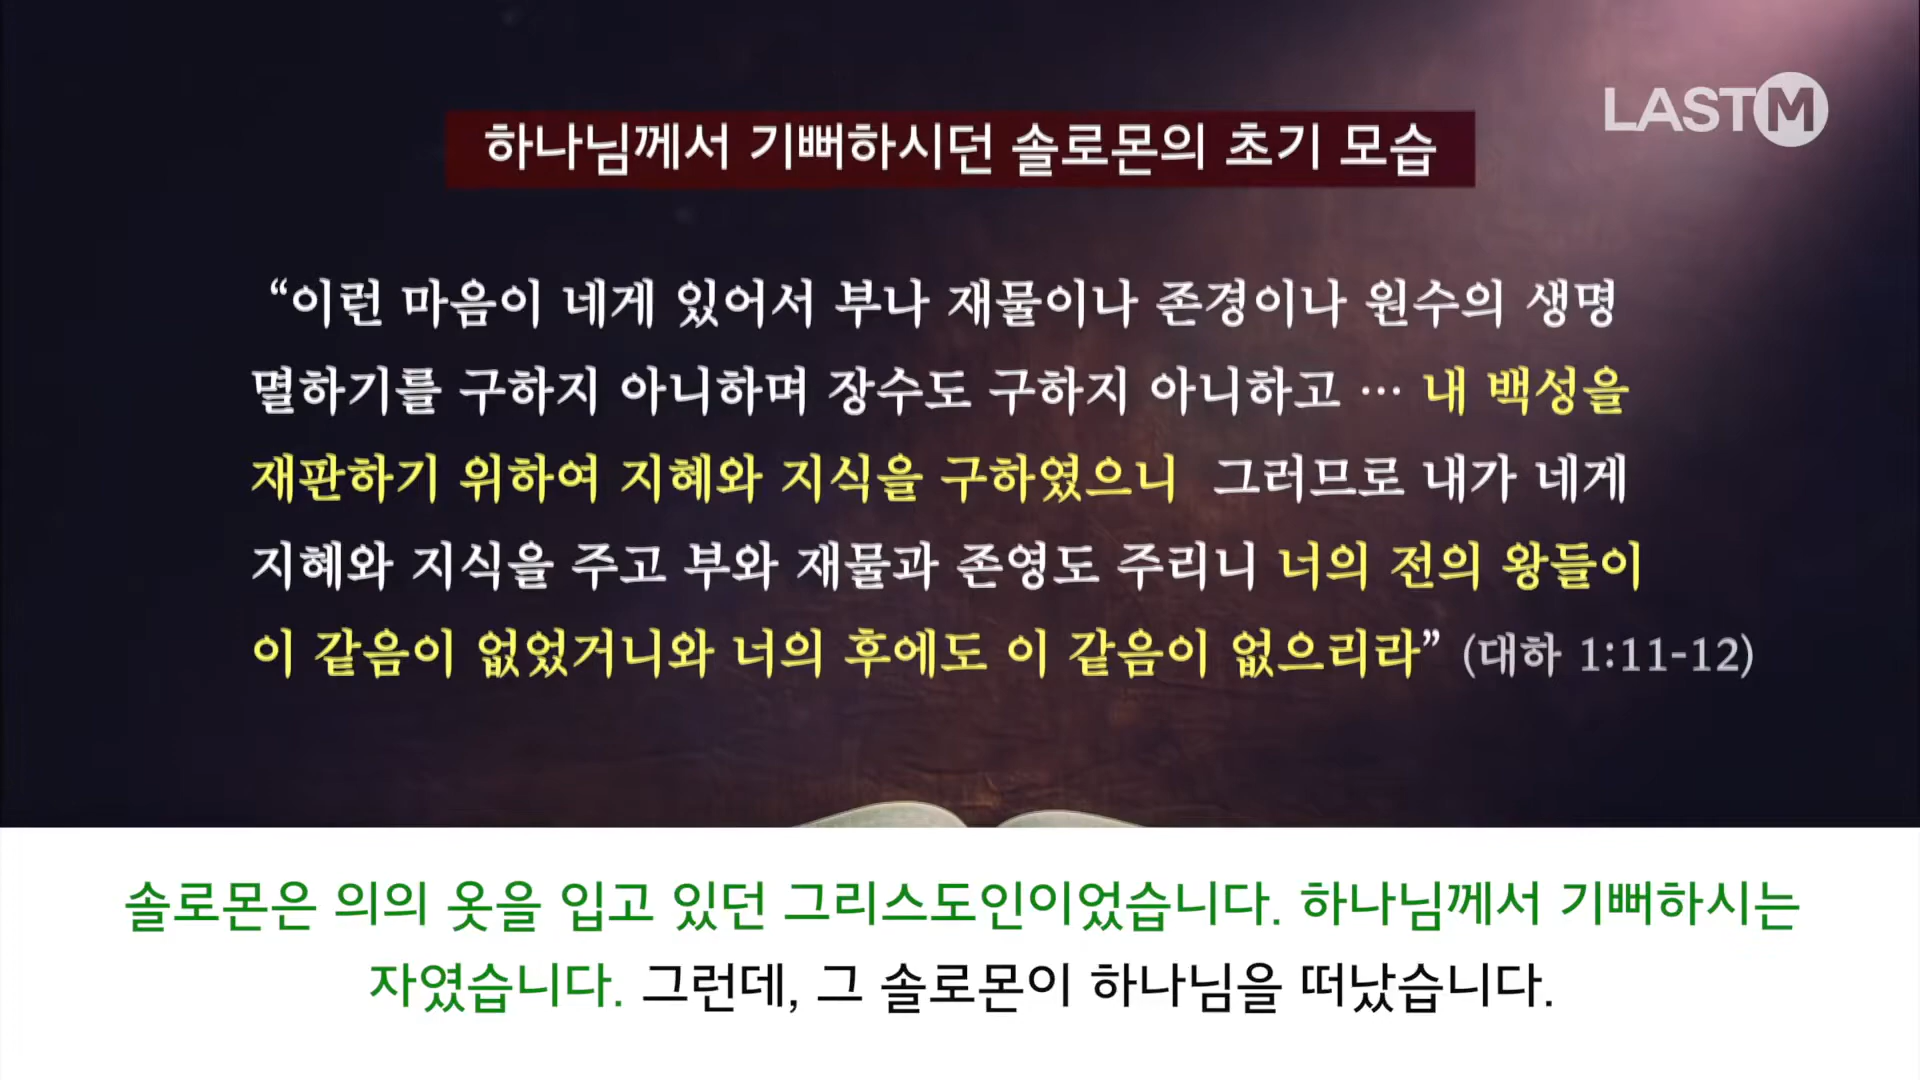 LASTM
하나님께서 기뻐하시던 솔로몬의 초기 모습
“이런 마음이 네게 있어서 부나 재물이나 존경이나 원수의 생명
멸하기를 구하지 아니하며 장수도 구하지 아니하고 … 내 백성을
재판하기 위하여 지혜와 지식을 구하였으니 그러므로 내가 네게
지혜와 지식을 주고 부와 재물과 존영도 주리니 너의 전의 왕들이
이 같음이 없었거니와 너의 후에도 이 같음이 없으리라” (대하 1:11-12)
솔로몬은 의의 옷을 입고 있던 그리스도인이었습니다. 하나님께서 기뻐하시는
자였습니다. 그런데, 그 솔로몬이 하나님을 떠났습니다.